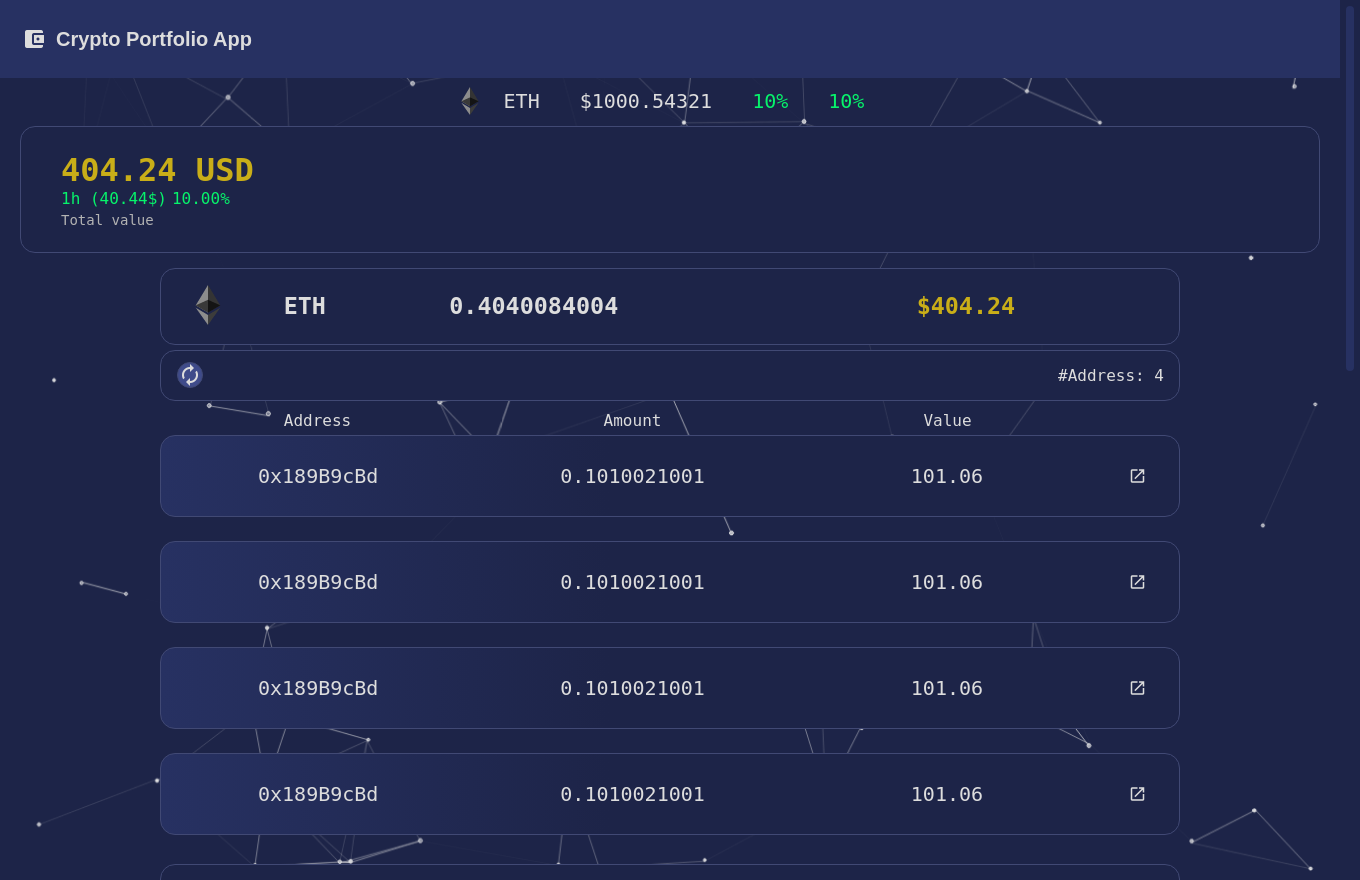 Crypto Portfolio App
ETH $1000.54321 10% 10%
404.24 USD
1h (40.44$) 10.00%
Total value
ETH 0.4040084004 $404.24
#Address: 4
Address Amount Value
0x189B9cBd 0.1010021001 101.06
0x189B9cBd 0.1010021001 101.06
0x189B9cBd 0.1010021001 101.06
0x189B9cBd 0.1010021001 101.06